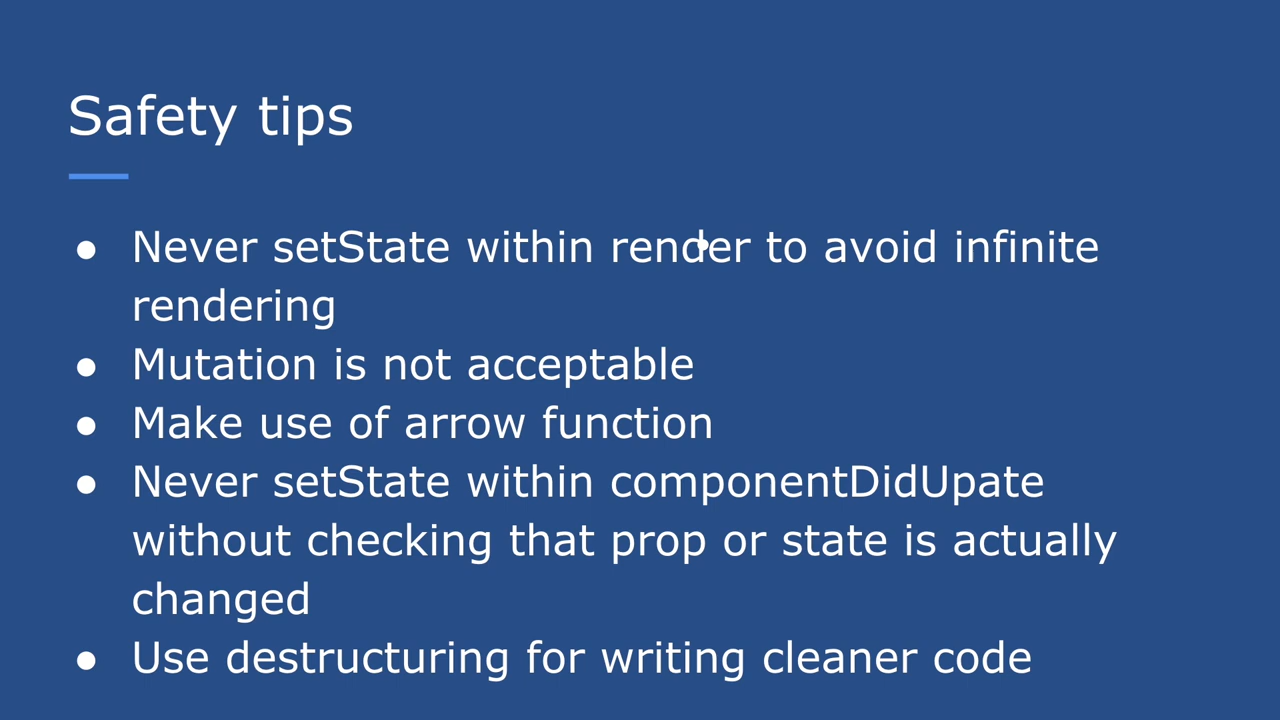 Safety tips
● Never setState within render to avoid infinite
rendering
● Mutation is not acceptable
● Make use of arrow function
● Never setState within componentDidUpate
without checking that prop or state is actually
changed
● Use destructuring for writing cleaner code